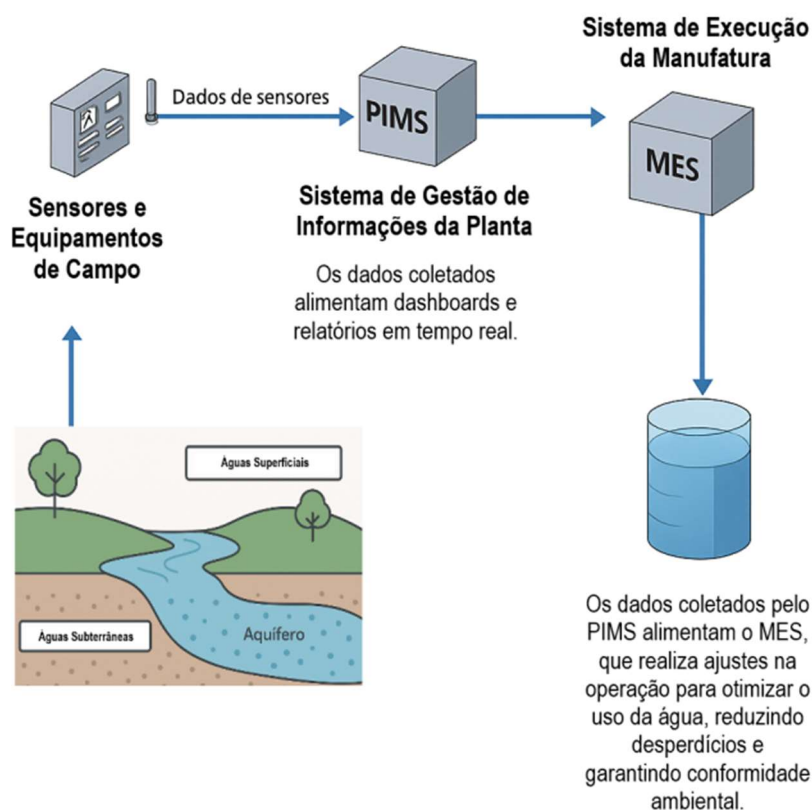 Sistema de Execução
da Manufatura
Dados de sensores
PIMS
MES
Sensores e
Equipamentos
de Campo
Sistema de Gestão de
Informações da Planta
Os dados coletados
alimentam dashboards e
relatórios em tempo real.
Águas Superficiais
Águas Subterrâneas
Aquífero
Os dados coletados pelo
PIMS alimentam o MES,
que realiza ajustes na
operação para otimizar o
uso da água, reduzindo
desperdícios e
garantindo conformidade
ambiental.